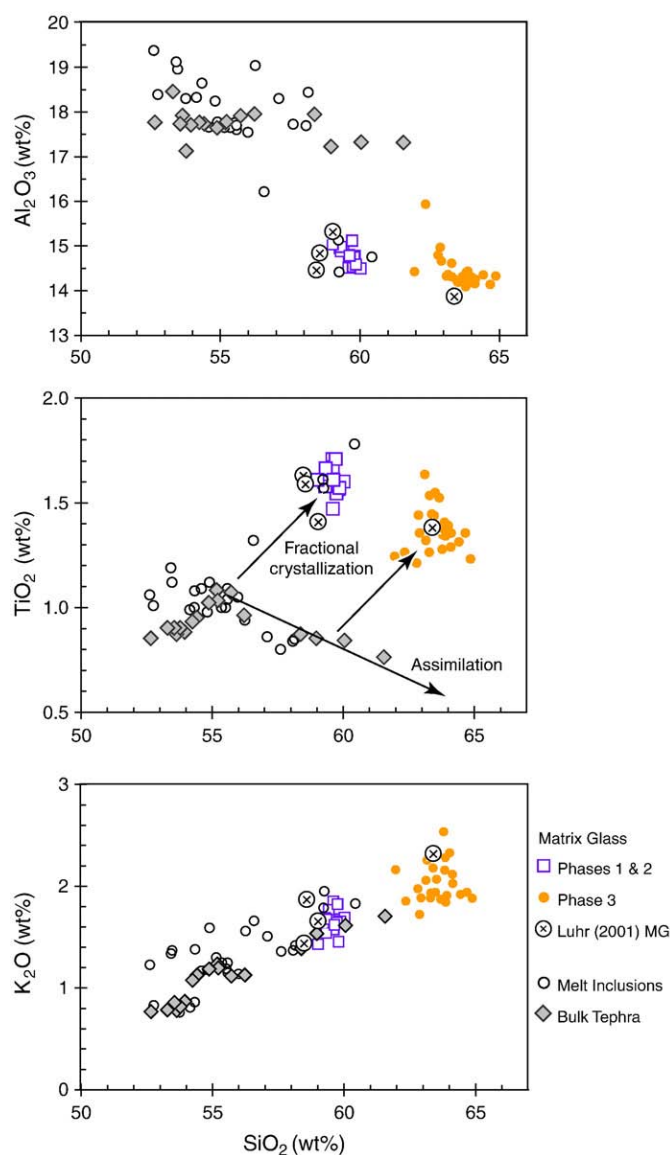 20
19
18
17
16
15
14
13
Al₂O₃ (wt%)
50 55 60 65
2.0
1.5
1.0
0.5
TiO₂ (wt%)
Fractional
crystallization
Assimilation
50 55 60 65
3
2
1
0
K₂O (wt%)
50 55 60 65
SiO₂ (wt%)
Matrix Glass
Phases 1 & 2
Phase 3
Luhr (2001) MG
Melt Inclusions
Bulk Tephra